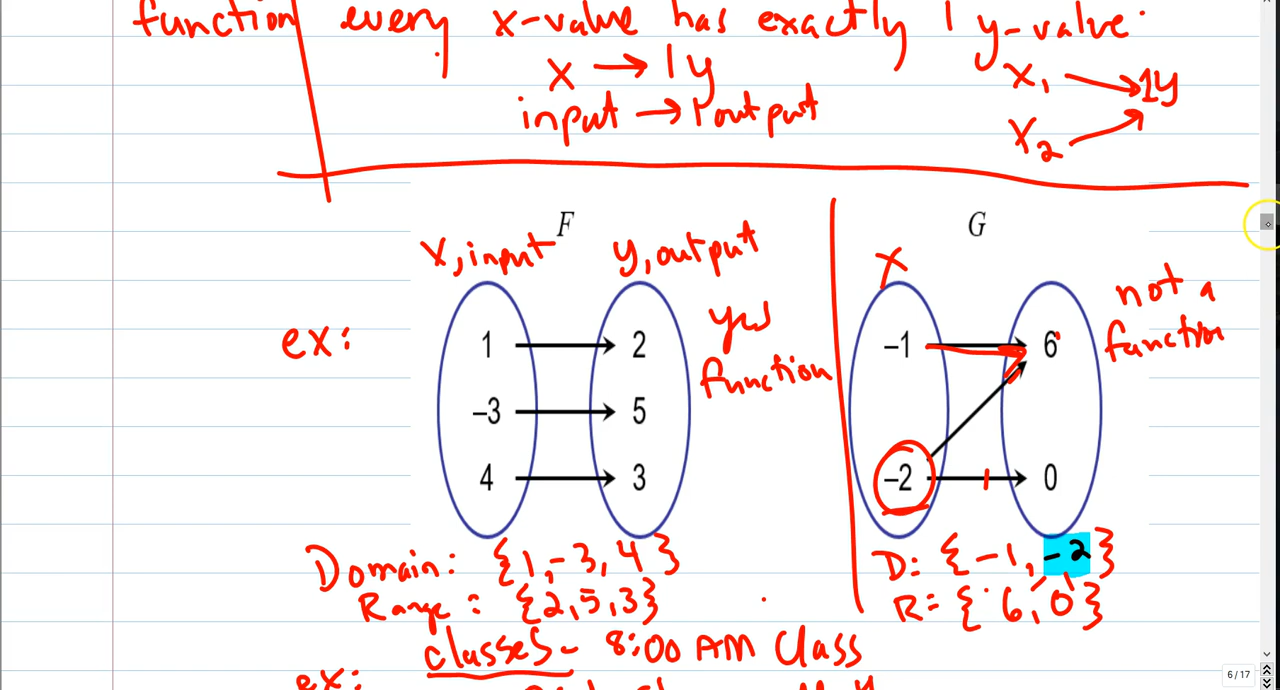 function every x-value has exactly 1 y-value.
x → 1y
input → 1 output
x1 → 1y
x2
F
x, input y, output
ex:
1 2
-3 5
4 3
yes
function
Domain: {1, -3, 4}
Range: {2, 5, 3}
G
x
–1 6
–2 0
not a
function
D: {-1, -2}
R= {6, 0}
classes- 8:00 AM Class
ex:
6 / 17